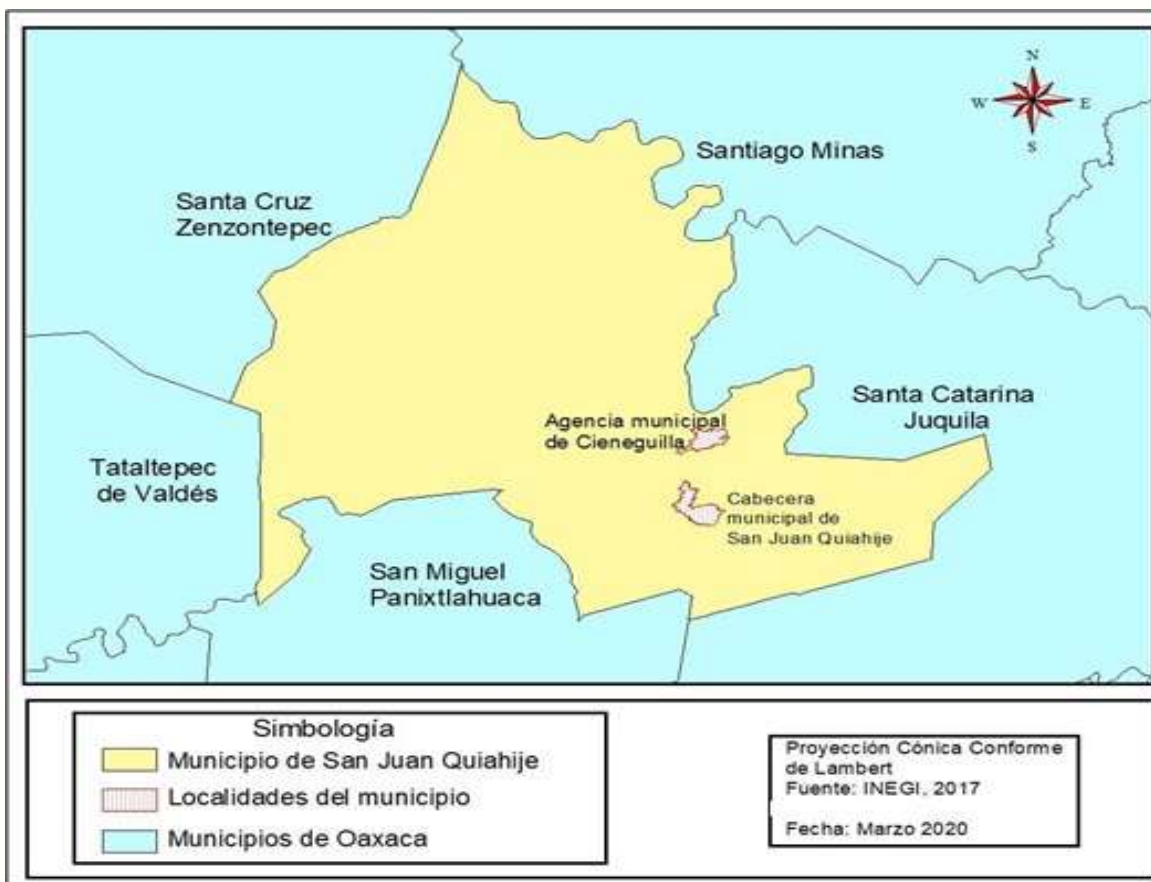 N
W E
S
Santiago Minas
Santa Cruz
Zenzontepec
Santa Catarina
Juquila
Agencia municipal
de Cieneguilla
Tataltepec
de Valdés
Cabecera
municipal de
San Juan Quiahije
San Miguel
Panixtlahuaca
Simbología
Municipio de San Juan Quiahije
Localidades del municipio
Municipios de Oaxaca
Proyección Cónica Conforme
de Lambert
Fuente: INEGI, 2017
Fecha: Marzo 2020